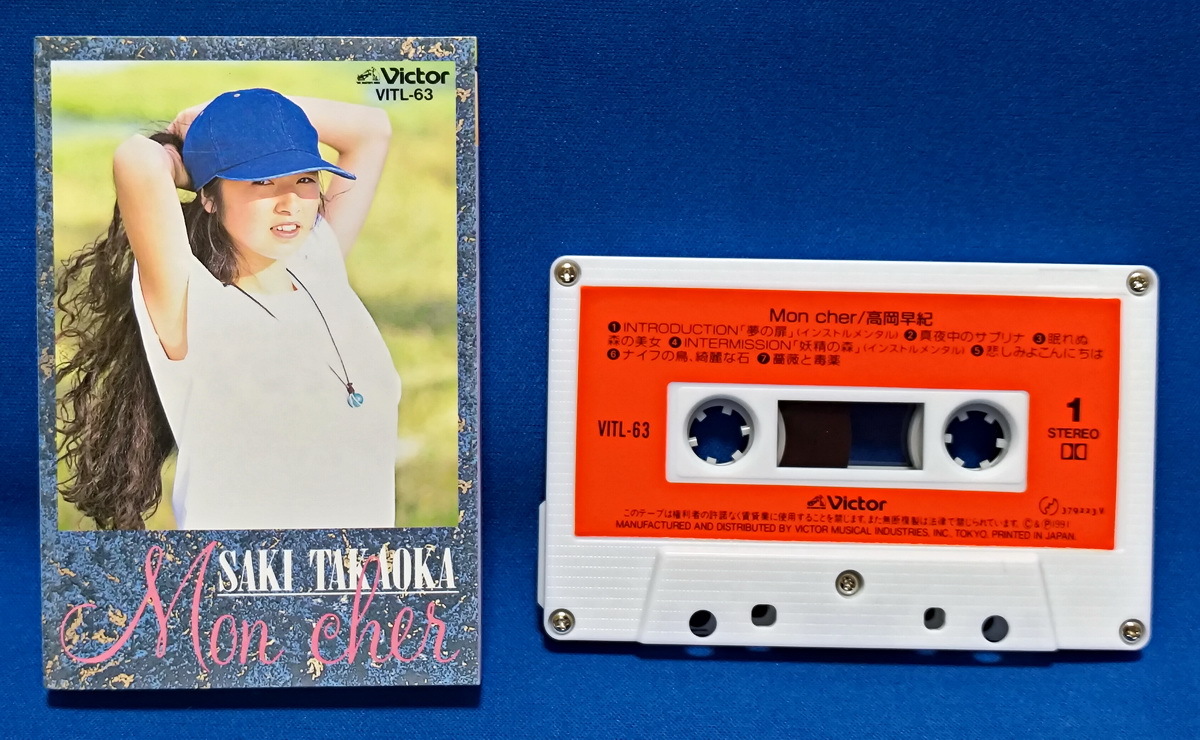 Victor
VITL-63
SAKI TAKAOKA
Mon cher
Mon cher/高岡早紀
❶INTRODUCTION「夢の扉」(インストルメンタル) ❷真夜中のサブリナ ❸眠れぬ
森の美女 ❹INTERMISSION「妖精の森」(インストルメンタル) ❺悲しみよこんにちは
❻ナイフの鳥、綺麗な石 ❼薔薇と毒薬
VITL-63
1
STEREO
Victor
このテープは権利者の許諾なく賃貸業に使用することを禁じます。また無断複製は法律で禁じられています。Ⓒ&Ⓟ1991
MANUFACTURED AND DISTRIBUTED BY VICTOR MUSICAL INDUSTRIES, INC., TOKYO. PRINTED IN JAPAN.